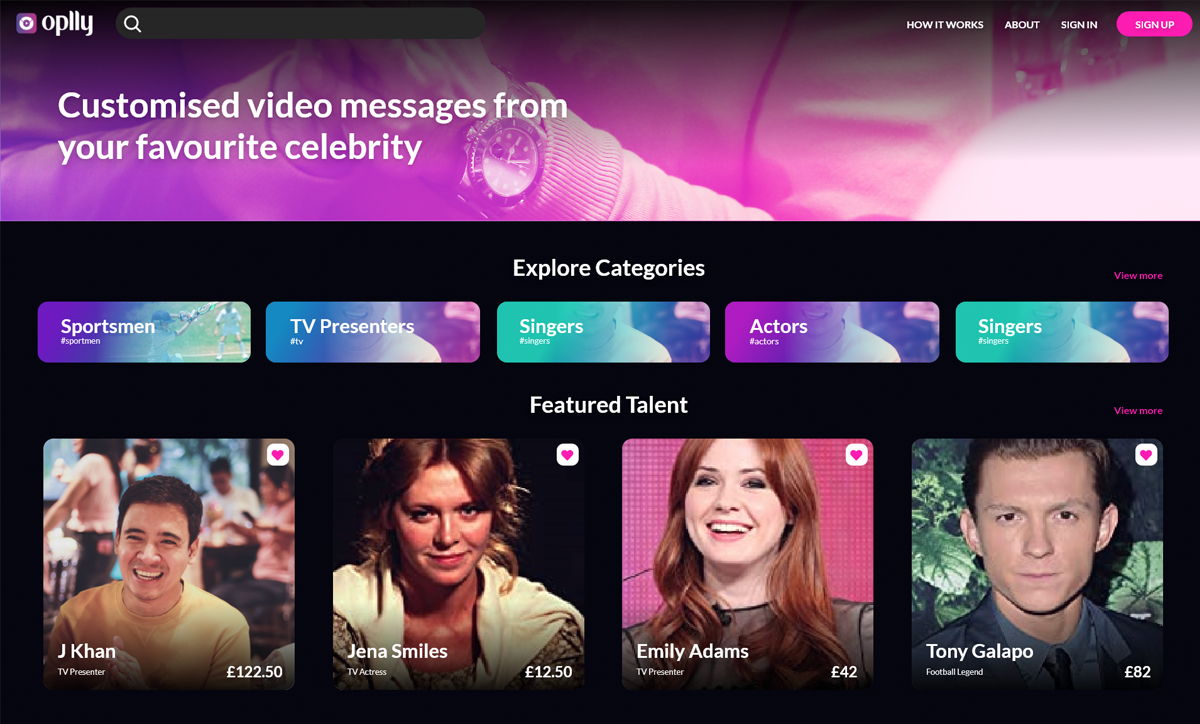 oplly
HOW IT WORKS
ABOUT
SIGN IN
SIGN UP
Customised video messages from
your favourite celebrity
Explore Categories
View more
Sportsmen
#sportmen
TV Presenters
#tv
Singers
#singers
Actors
#actors
Singers
#singers
Featured Talent
View more
J Khan
TV Presenter
£122.50
Jena Smiles
TV Actress
£12.50
Emily Adams
TV Presenter
£42
Tony Galapo
Football Legend
£82